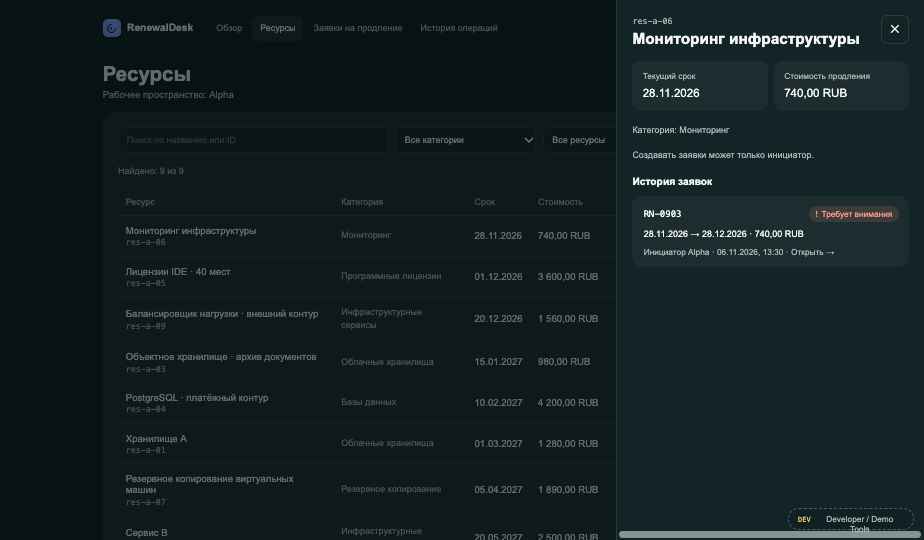 RenewalDesk
Обзор
Ресурсы
Заявки на продление
История операций
Ресурсы
Рабочее пространство: Alpha
Поиск по названию или ID
Все категории
Все ресурсы
Найдено: 9 из 9
Ресурс Категория Срок Стоимость
Мониторинг инфраструктуры
res-a-06
Мониторинг 28.11.2026 740,00 RUB
Лицензии IDE · 40 мест
res-a-05
Программные лицензии 01.12.2026 3 600,00 RUB
Балансировщик нагрузки · внешний контур
res-a-09
Инфраструктурные
сервисы
20.12.2026 1 560,00 RUB
Объектное хранилище · архив документов
res-a-03
Облачные хранилища 15.01.2027 980,00 RUB
PostgreSQL · платёжный контур
res-a-04
Базы данных 10.02.2027 4 200,00 RUB
Хранилище A
res-a-01
Облачные хранилища 01.03.2027 1 280,00 RUB
Резервное копирование виртуальных
машин
res-a-07
Резервное копирование 05.04.2027 1 890,00 RUB
Сервис B
Инфраструктурные
20.05.2027 2 500,00 RUB
res-a-06
Мониторинг инфраструктуры
×
Текущий срок
28.11.2026
Стоимость продления
740,00 RUB
Категория: Мониторинг
Создавать заявки может только инициатор.
История заявок
RN-0903
! Требует внимания
28.11.2026 → 28.12.2026 · 740,00 RUB
Инициатор Alpha · 06.11.2026, 13:30 · Открыть →
DEV
Developer / Demo
Tools